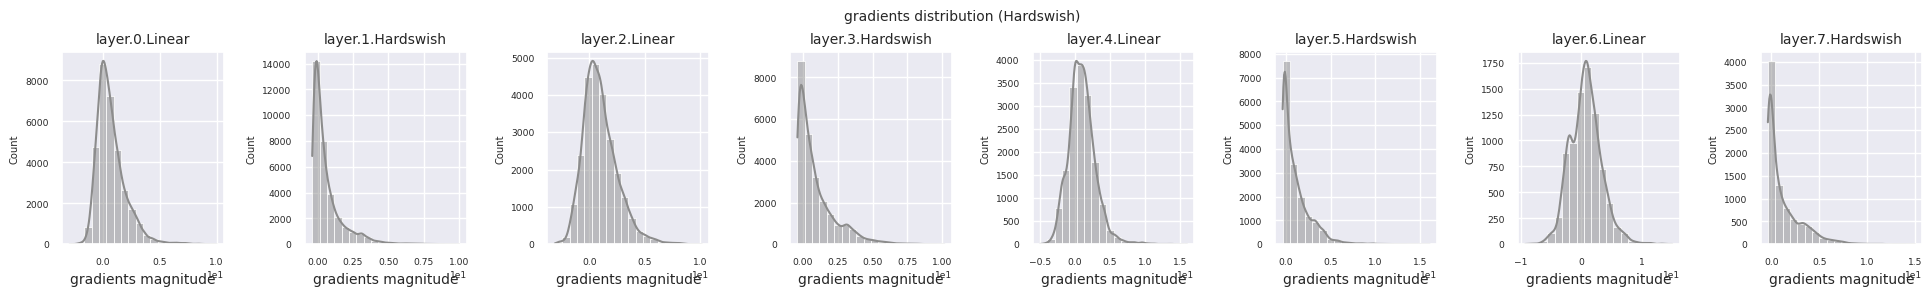 gradients distribution (Hardswish)
layer.0.Linear
Count
8000
6000
4000
2000
0
0.0 0.5 1.0
1e1
gradients magnitude
layer.1.Hardswish
Count
14000
12000
10000
8000
6000
4000
2000
0
0.00 0.25 0.50 0.75 1.00
1e1
gradients magnitude
layer.2.Linear
Count
5000
4000
3000
2000
1000
0
0.0 0.5 1.0
1e1
gradients magnitude
layer.3.Hardswish
Count
8000
6000
4000
2000
0
0.00 0.25 0.50 0.75 1.00
1e1
gradients magnitude
layer.4.Linear
Count
4000
3500
3000
2500
2000
1500
1000
500
0
−0.5 0.0 0.5 1.0 1.5
1e1
gradients magnitude
layer.5.Hardswish
Count
8000
7000
6000
5000
4000
3000
2000
1000
0
0.0 0.5 1.0 1.5
1e1
gradients magnitude
layer.6.Linear
Count
1750
1500
1250
1000
750
500
250
0
−1 0 1
1e1
gradients magnitude
layer.7.Hardswish
Count
4000
3500
3000
2500
2000
1500
1000
500
0
0.0 0.5 1.0 1.5
1e1
gradients magnitude